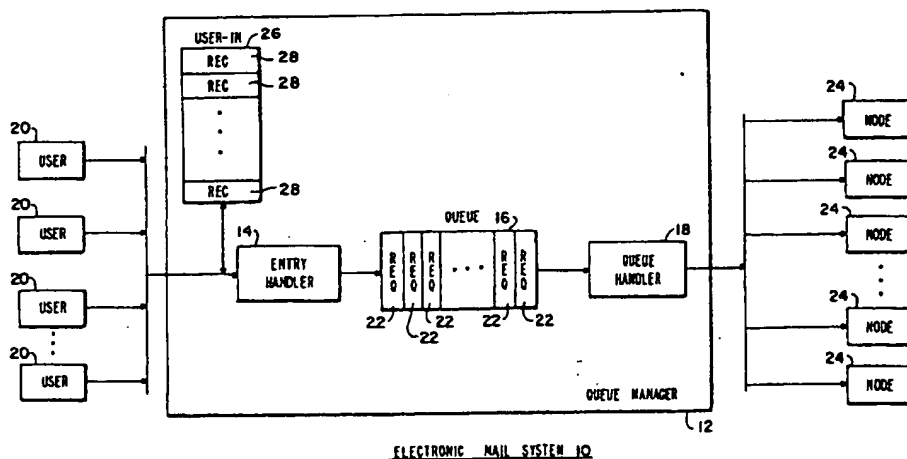 USER-IN 26
REC 28
REC 28
REC 28
20
USER
20
USER
20
USER
20
USER
14
ENTRY
HANDLER
QUEUE 16
REQ REQ REQ REQ REQ
22 22 22 22 22
18
QUEUE
HANDLER
24
NODE
24
NODE
24
NODE
24
NODE
24
NODE
QUEUE MANAGER
12
ELECTRONIC MAIL SYSTEM 10